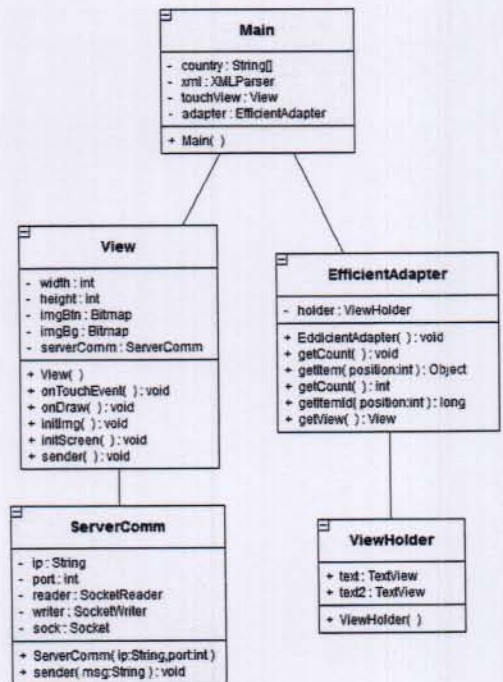 Main
- country : String[]
- xml : XMLParser
- touchView : View
- adapter : EfficientAdapter
+ Main( )
View
- width : int
- height : int
- imgBtn : Bitmap
- imgBg : Bitmap
- serverComm : ServerComm
+ View( )
+ onTouchEvent( ) : void
+ onDraw( ) : void
+ initImg( ) : void
+ initScreen( ) : void
+ sender( ) : void
EfficientAdapter
- holder : ViewHolder
+ EddicientAdapter( ) : void
+ getCount( ) : void
+ getItem( position:int) : Object
+ getCount( ) : int
+ getItemId( position:int) : long
+ getView( ) : View
ServerComm
- ip : String
- port : int
- reader : SocketReader
- writer : SocketWriter
- sock : Socket
+ ServerComm( ip:String,port:int )
+ sender( msg:String ) : void
ViewHolder
+ text : TextView
+ text2 : TextView
+ ViewHolder( )